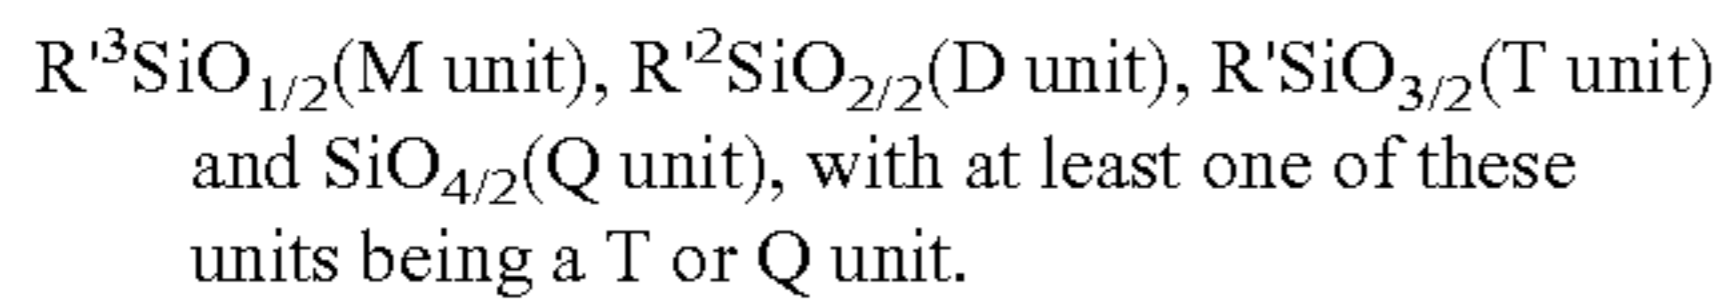 R'³SiO₁/₂(M unit), R'²SiO₂/₂(D unit), R'SiO₃/₂(T unit)
and SiO₄/₂(Q unit), with at least one of these
units being a T or Q unit.